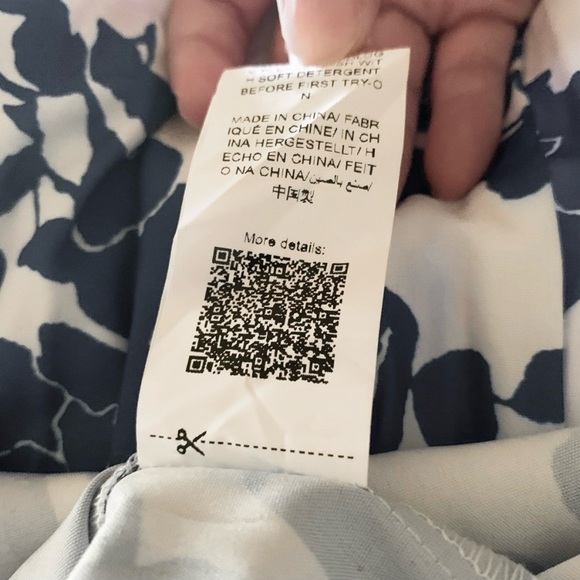 H SOFT DETERGENT
BEFORE FIRST TRY-O
N
MADE IN CHINA/ FABR
IQUÉ EN CHINE/ IN CH
INA HERGESTELLT/ H
ECHO EN CHINA/ FEIT
O NA CHINA/صنع بالصين/
中国製
More details: